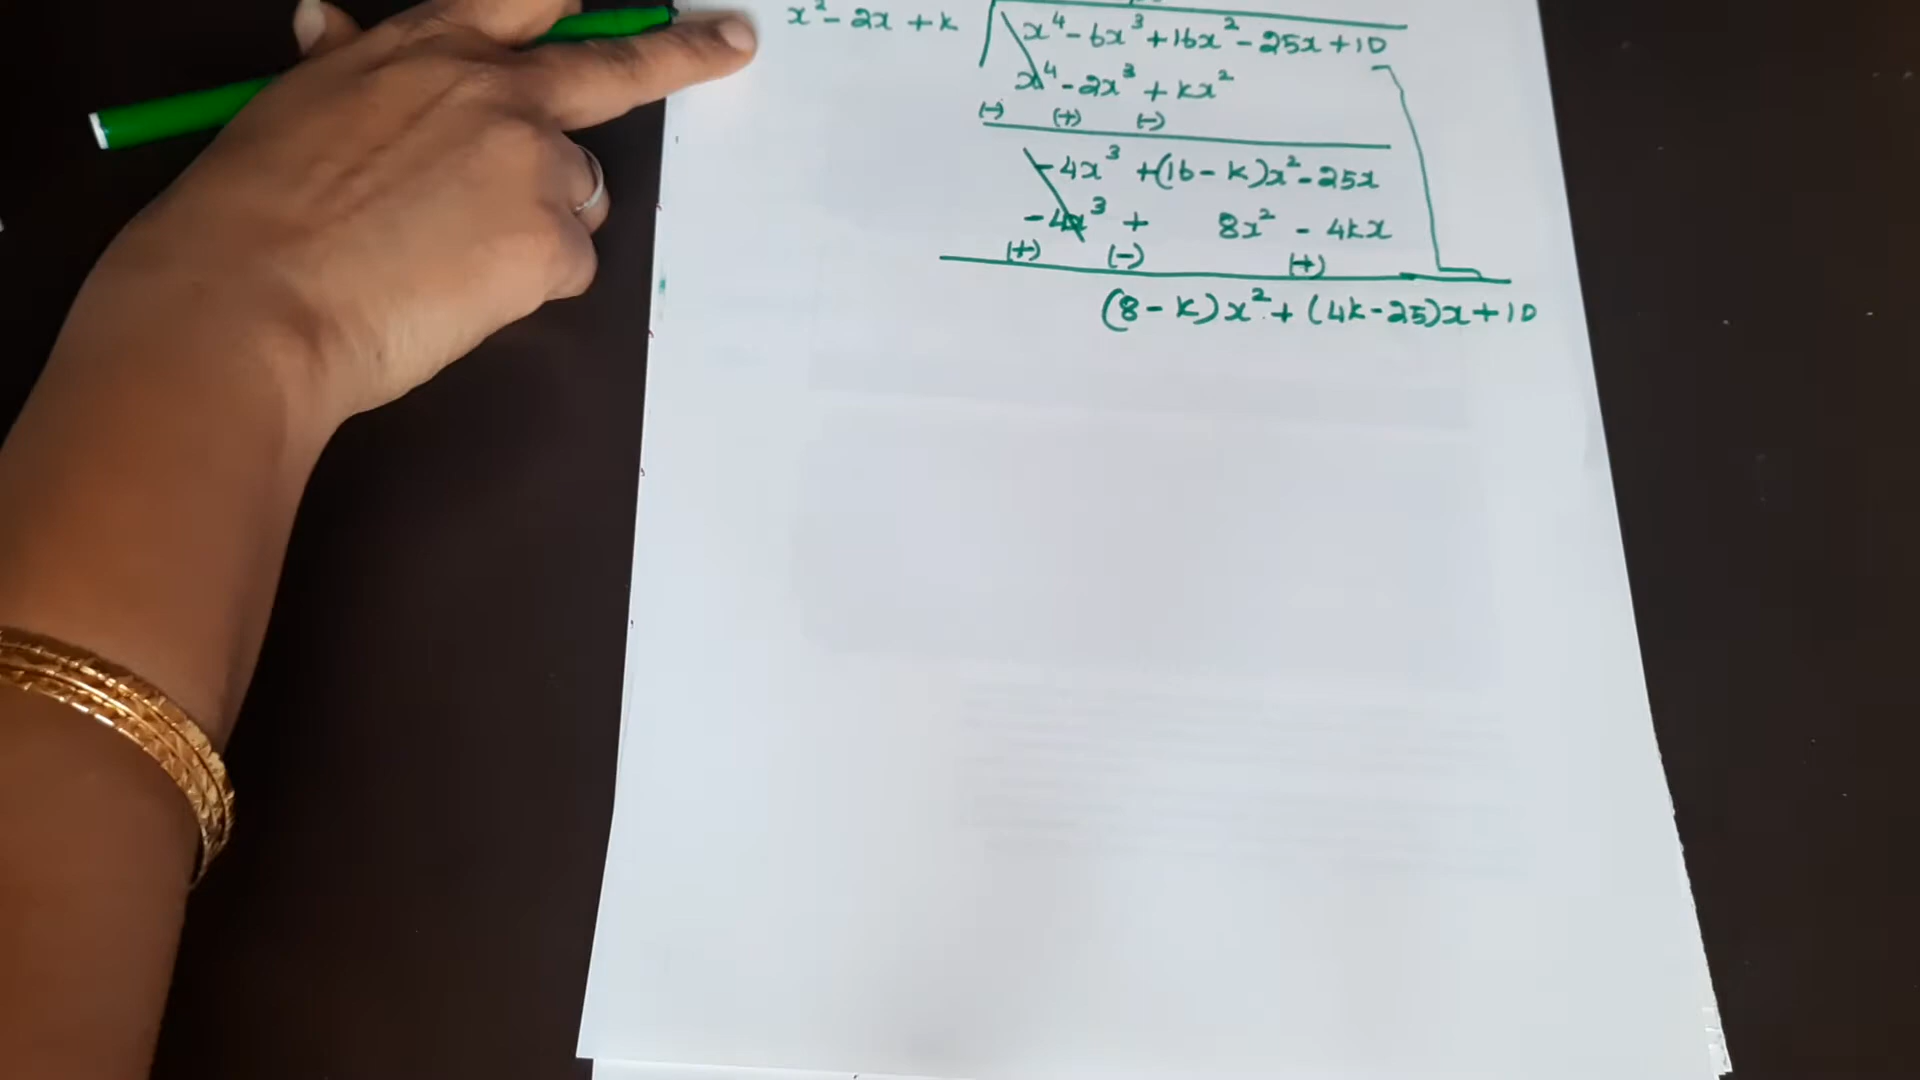 x² - 2x + k x⁴ - 6x³ + 16x² - 25x + 10
x⁴ - 2x³ + kx²
(-) (+) (-)
-4x³ + (16 - k)x² - 25x
-4x³ + 8x² - 4kx
(+) (-) (+)
(8 - k)x² + (4k - 25)x + 10